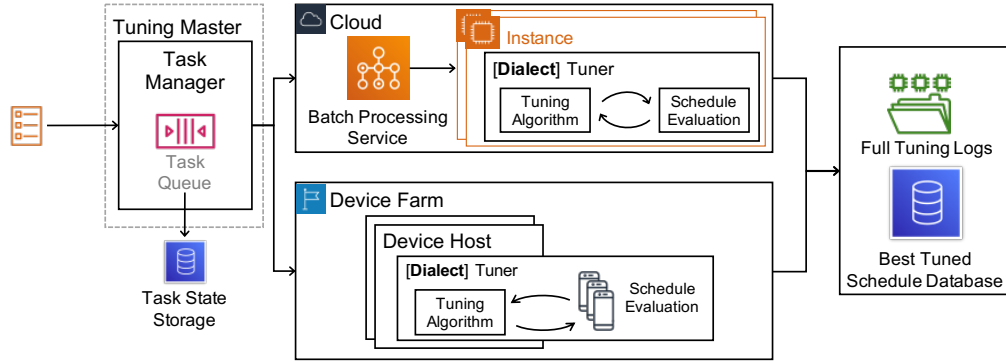 Tuning Master
Task
Manager
Task
Queue
Task State
Storage
Cloud
Batch Processing
Service
Instance
[Dialect] Tuner
Tuning
Algorithm
Schedule
Evaluation
Device Farm
Device Host
[Dialect] Tuner
Tuning
Algorithm
Schedule
Evaluation
Full Tuning Logs
Best Tuned
Schedule Database